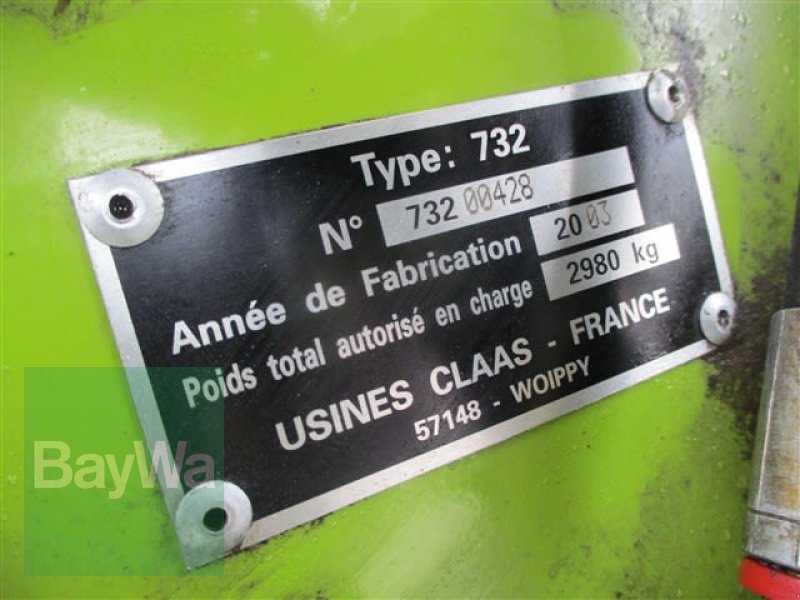 Type: 732
N° 732 00428
Année de Fabrication 2003
Poids total autorisé en charge 2980 kg
USINES CLAAS - FRANCE
57148 - WOIPPY
BayWa